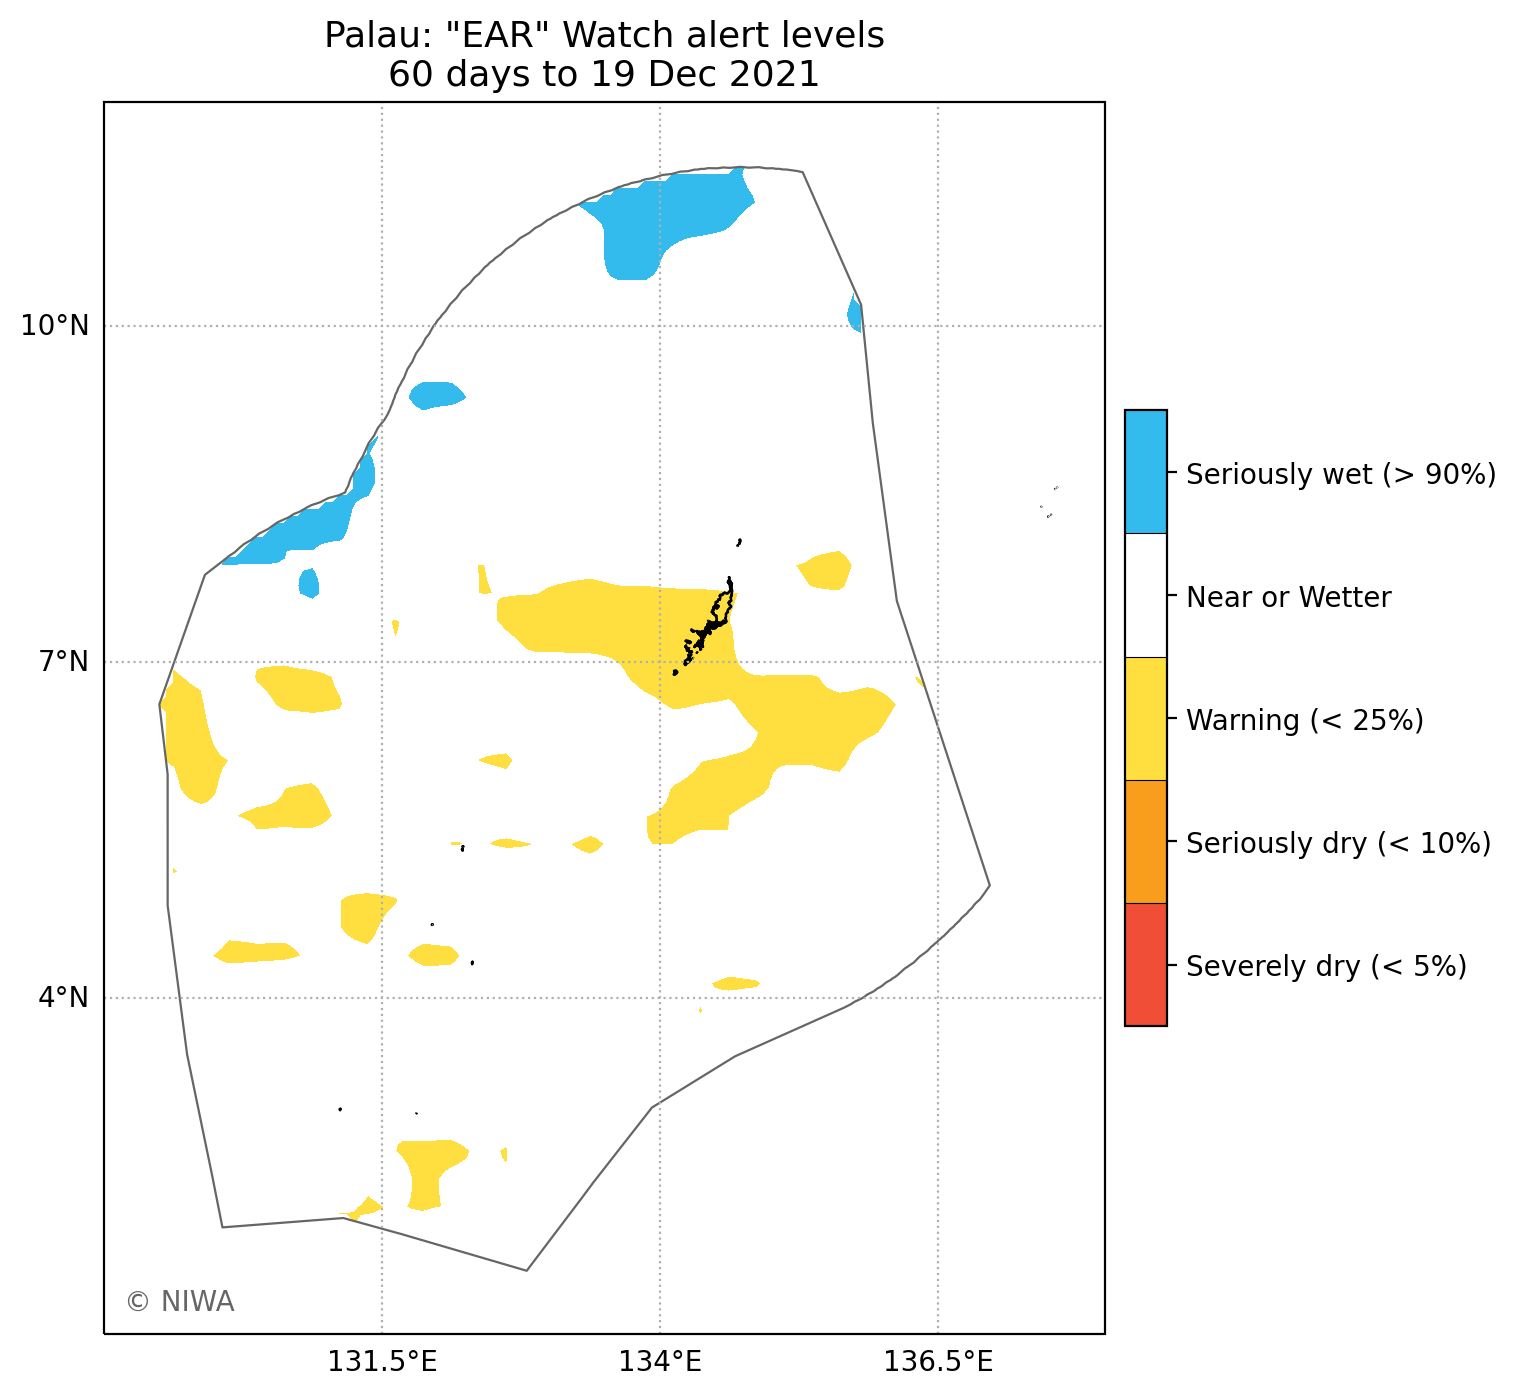 Palau: "EAR" Watch alert levels
60 days to 19 Dec 2021
10°N
7°N
4°N
131.5°E
134°E
136.5°E
Seriously wet (> 90%)
Near or Wetter
Warning (< 25%)
Seriously dry (< 10%)
Severely dry (< 5%)
© NIWA